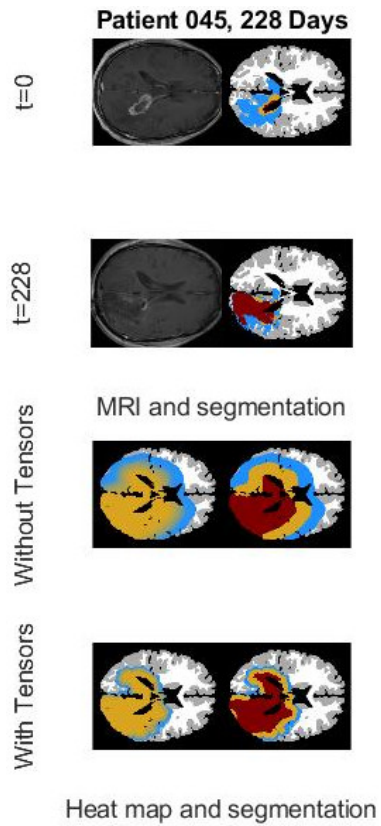 Patient 045, 228 Days
t=0
t=228
MRI and segmentation
Without Tensors
With Tensors
Heat map and segmentation